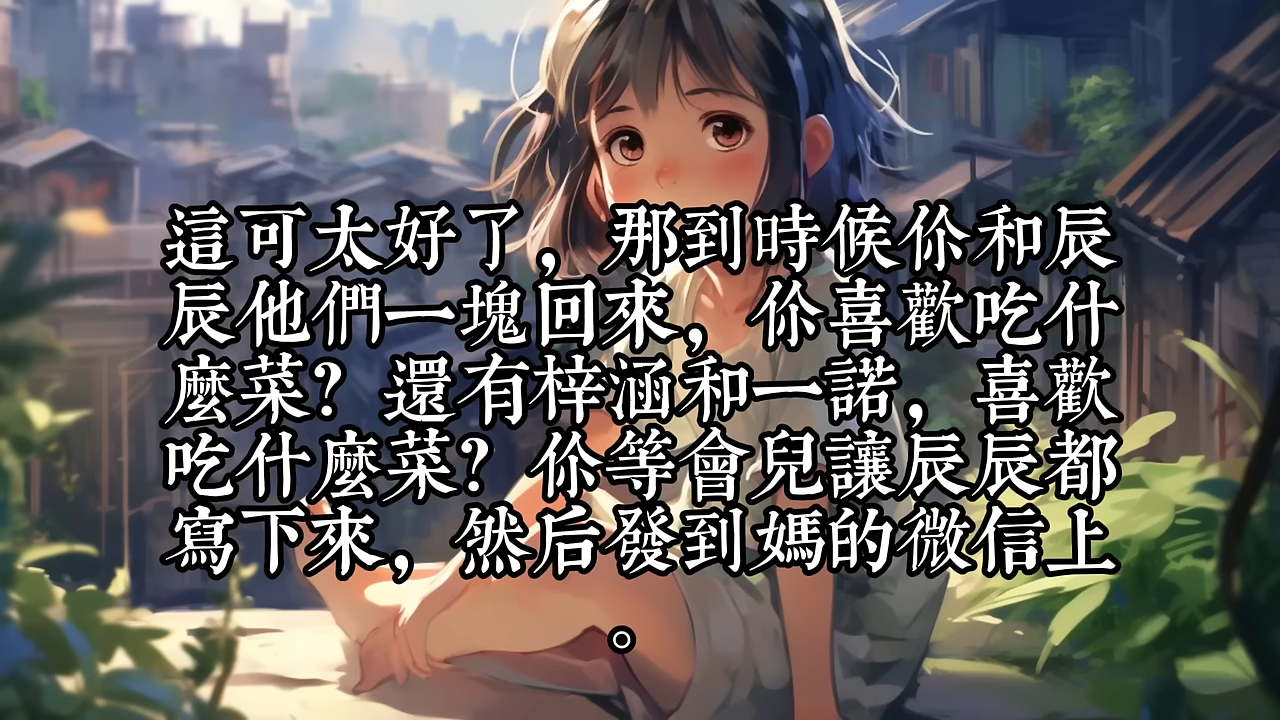 這可太好了，那到時候伱和辰
辰他們一塊回來，伱喜歡吃什
麼菜？還有梓涵和一諾，喜歡
吃什麼菜？伱等會兒讓辰辰都
寫下來，然后發到媽的微信上
。